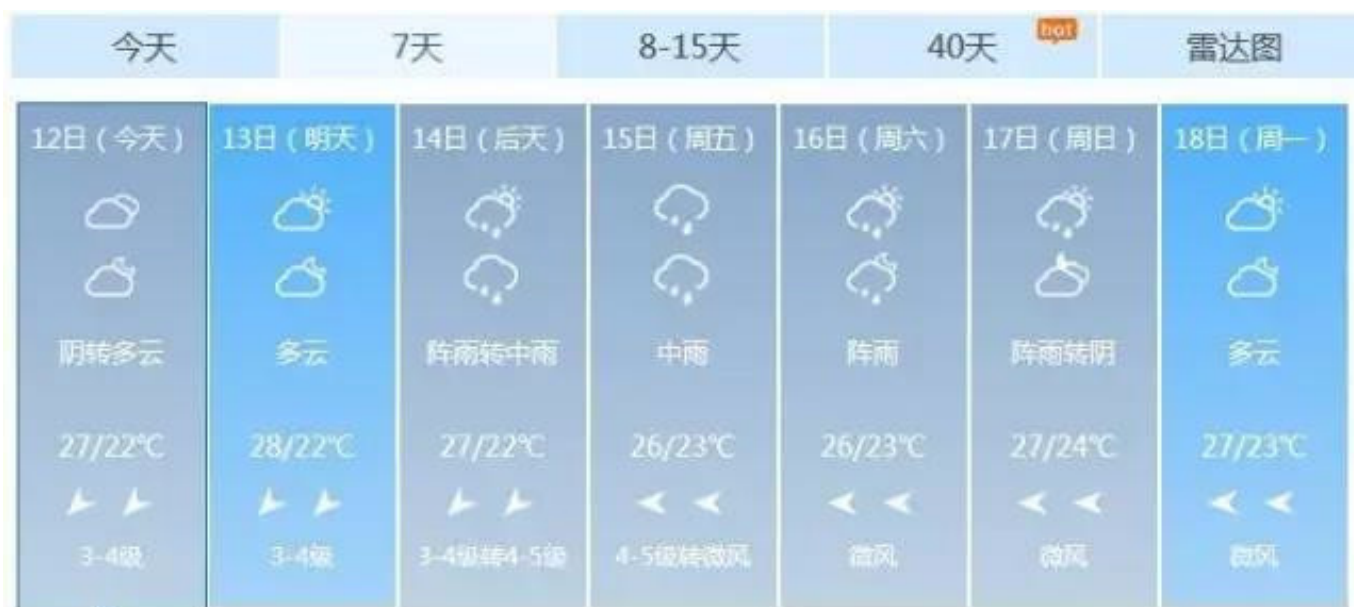 今天 7天 8-15天 40天 hot 雷达图
12日（今天） 13日（明天） 14日（后天） 15日（周五） 16日（周六） 17日（周日） 18日（周一）
阴转多云 多云 阵雨转中雨 中雨 阵雨 阵雨转阴 多云
27/22℃ 28/22℃ 27/22℃ 26/23℃ 26/23℃ 27/24℃ 27/23℃
3-4级 3-4级 3-4级转4-5级 4-5级转微风 微风 微风 微风